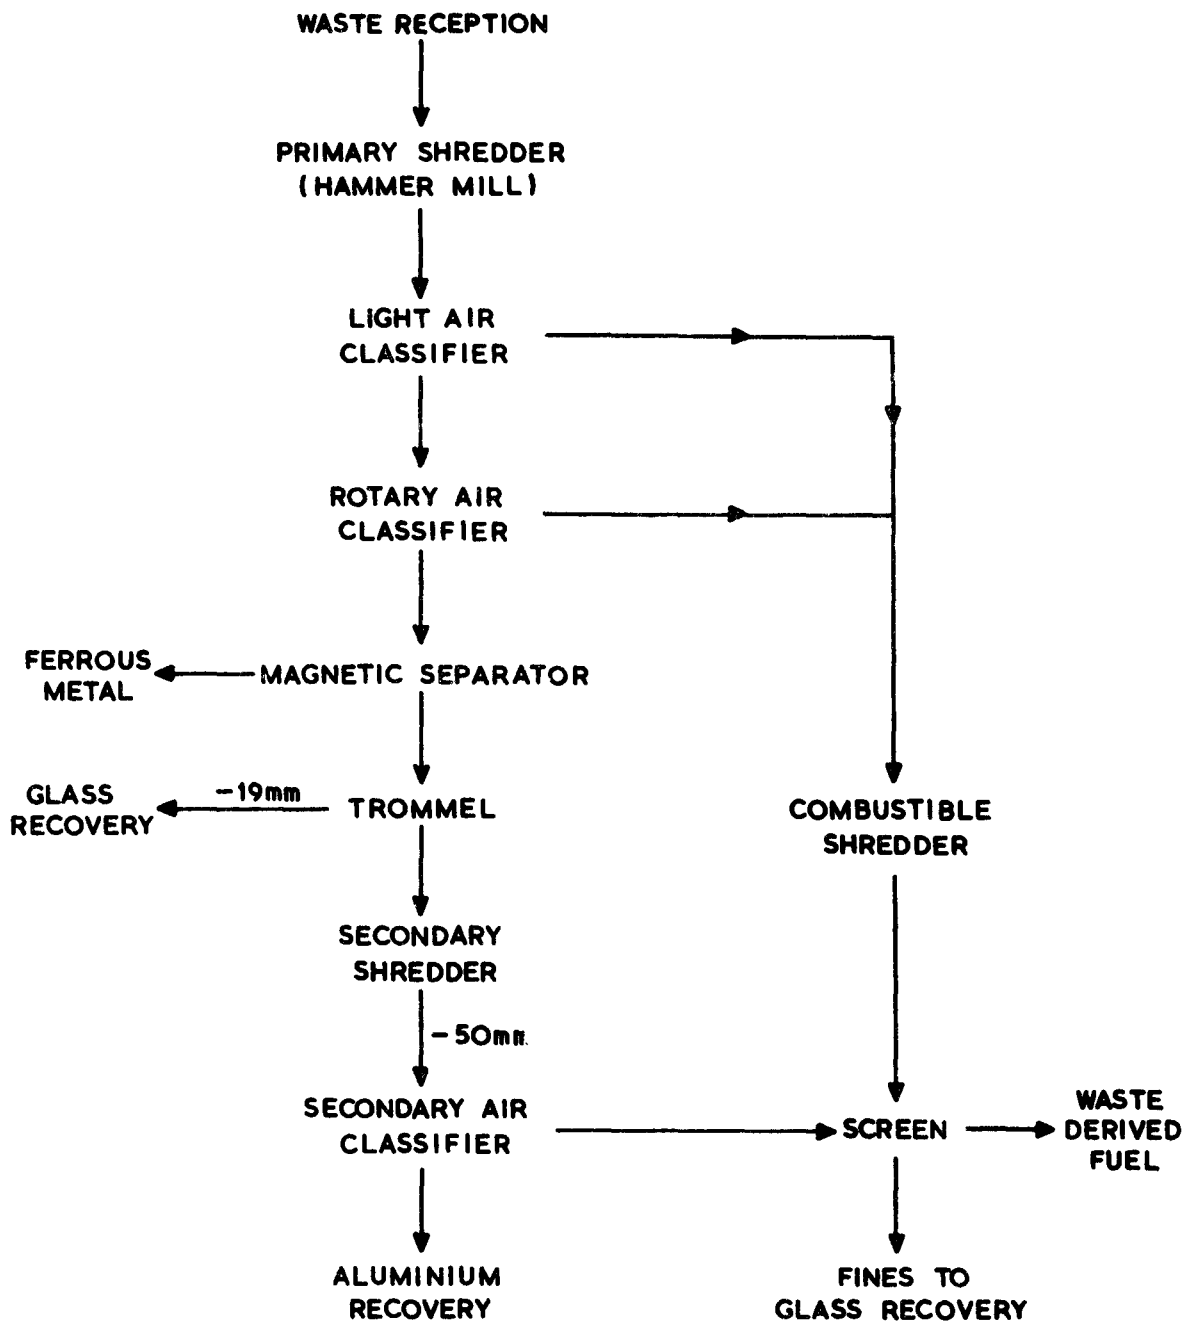 WASTE RECEPTION
PRIMARY SHREDDER
(HAMMER MILL)
LIGHT AIR
CLASSIFIER
ROTARY AIR
CLASSIFIER
FERROUS
METAL
MAGNETIC SEPARATOR
GLASS
RECOVERY
-19mm
TROMMEL
COMBUSTIBLE
SHREDDER
SECONDARY
SHREDDER
-50mm
SECONDARY AIR
CLASSIFIER
SCREEN
WASTE
DERIVED
FUEL
ALUMINIUM
RECOVERY
FINES TO
GLASS RECOVERY